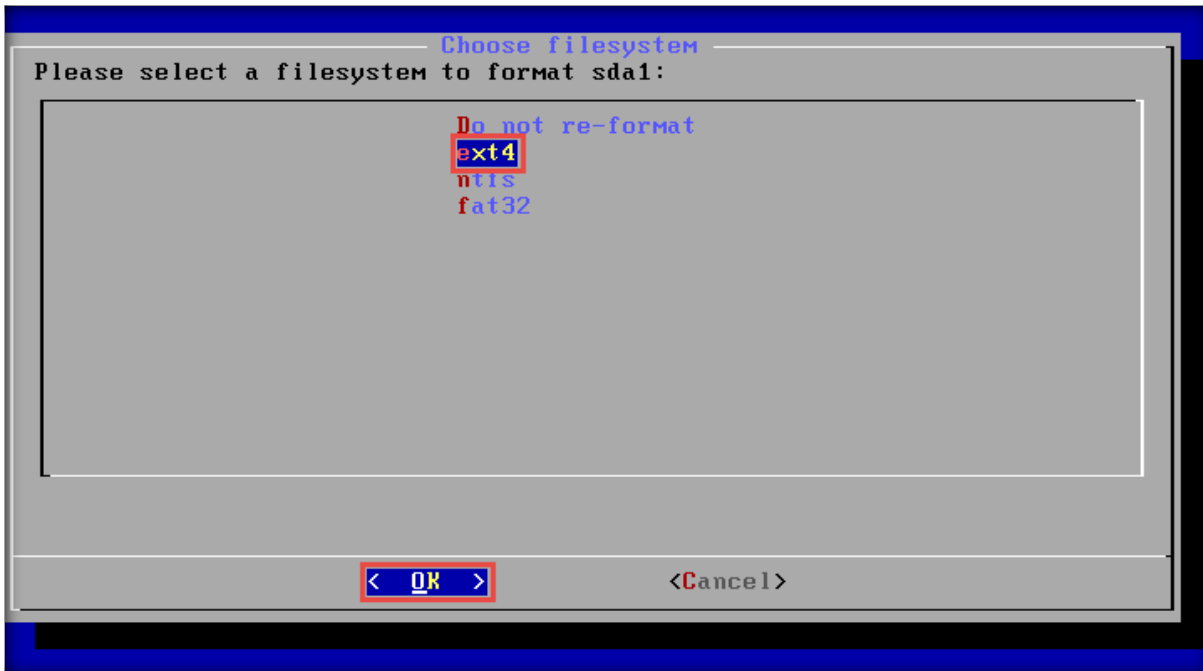 Choose filesystem
Please select a filesystem to format sda1:
Do not re-format
ext4
ntfs
fat32
< OK > <Cancel>